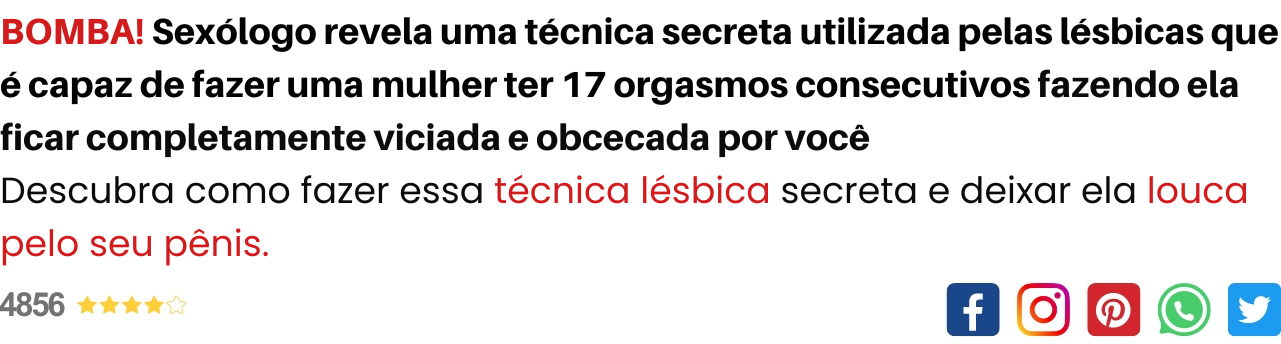 BOMBA! Sexólogo revela uma técnica secreta utilizada pelas lésbicas que
é capaz de fazer uma mulher ter 17 orgasmos consecutivos fazendo ela
ficar completamente viciada e obcecada por você
Descubra como fazer essa técnica lésbica secreta e deixar ela louca
pelo seu pênis.
4856